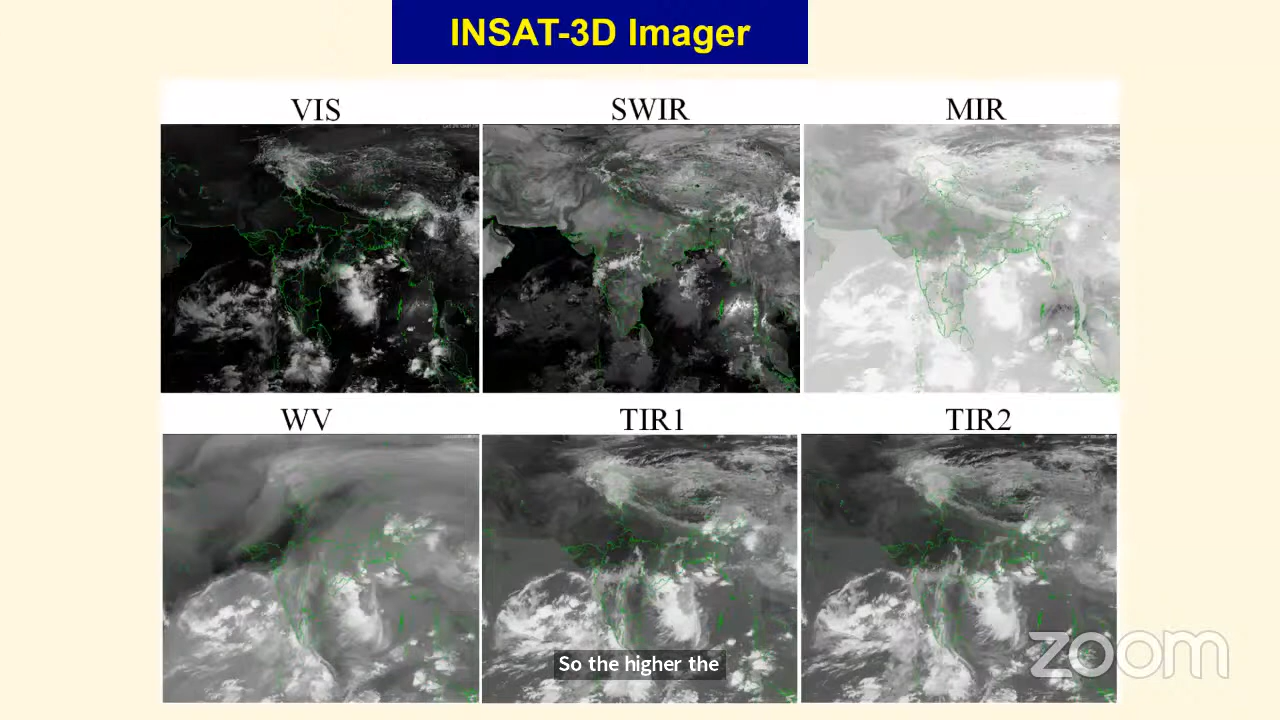 INSAT-3D Imager
VIS SWIR MIR
WV TIR1 TIR2
So the higher the
zoom